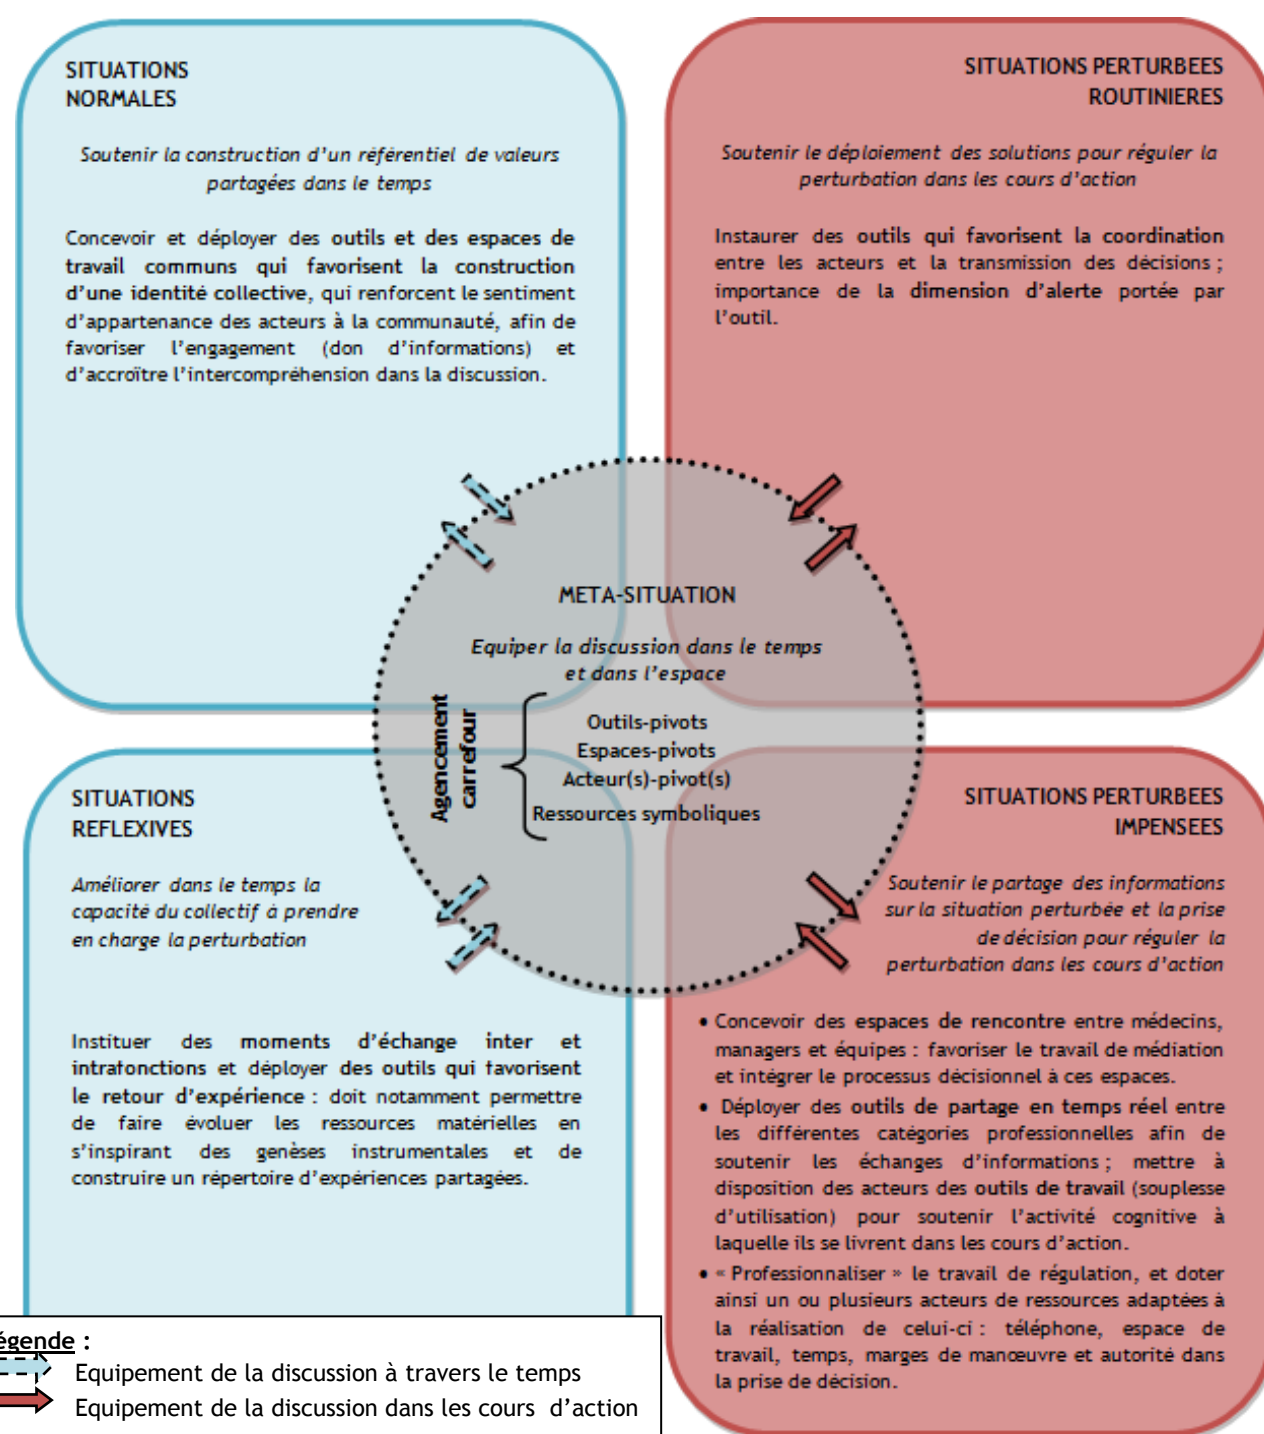 SITUATIONS
NORMALES
Soutenir la construction d'un référentiel de valeurs
partagées dans le temps
Concevoir et déployer des outils et des espaces de
travail communs qui favorisent la construction
d'une identité collective, qui renforcent le sentiment
d'appartenance des acteurs à la communauté, afin de
favoriser l'engagement (don d'informations) et
d'accroître l'intercompréhension dans la discussion.
SITUATIONS PERTURBEES
ROUTINIERES
Soutenir le déploiement des solutions pour réguler la
perturbation dans les cours d'action
Instaurer des outils qui favorisent la coordination
entre les acteurs et la transmission des décisions ;
importance de la dimension d'alerte portée par
l'outil.
META-SITUATION
Equiper la discussion dans le temps
et dans l'espace
Agencement
carrefour
Outils-pivots
Espaces-pivots
Acteur(s)-pivot(s)
Ressources symboliques
SITUATIONS
REFLEXIVES
Améliorer dans le temps la
capacité du collectif à prendre
en charge la perturbation
Instituer des moments d'échange inter et
intrafonctions et déployer des outils qui favorisent
le retour d'expérience : doit notamment permettre
de faire évoluer les ressources matérielles en
s'inspirant des genèses instrumentales et de
construire un répertoire d'expériences partagées.
SITUATIONS PERTURBEES
IMPENSEES
Soutenir le partage des informations
sur la situation perturbée et la prise
de décision pour réguler la
perturbation dans les cours d'action
• Concevoir des espaces de rencontre entre médecins,
managers et équipes : favoriser le travail de médiation
et intégrer le processus décisionnel à ces espaces.
• Déployer des outils de partage en temps réel entre
les différentes catégories professionnelles afin de
soutenir les échanges d'informations ; mettre à
disposition des acteurs des outils de travail (souplesse
d'utilisation) pour soutenir l'activité cognitive à
laquelle ils se livrent dans les cours d'action.
• « Professionnaliser » le travail de régulation, et doter
ainsi un ou plusieurs acteurs de ressources adaptées à
la réalisation de celui-ci : téléphone, espace de
travail, temps, marges de manœuvre et autorité dans
la prise de décision.
égende :
Equipement de la discussion à travers le temps
Equipement de la discussion dans les cours d'action